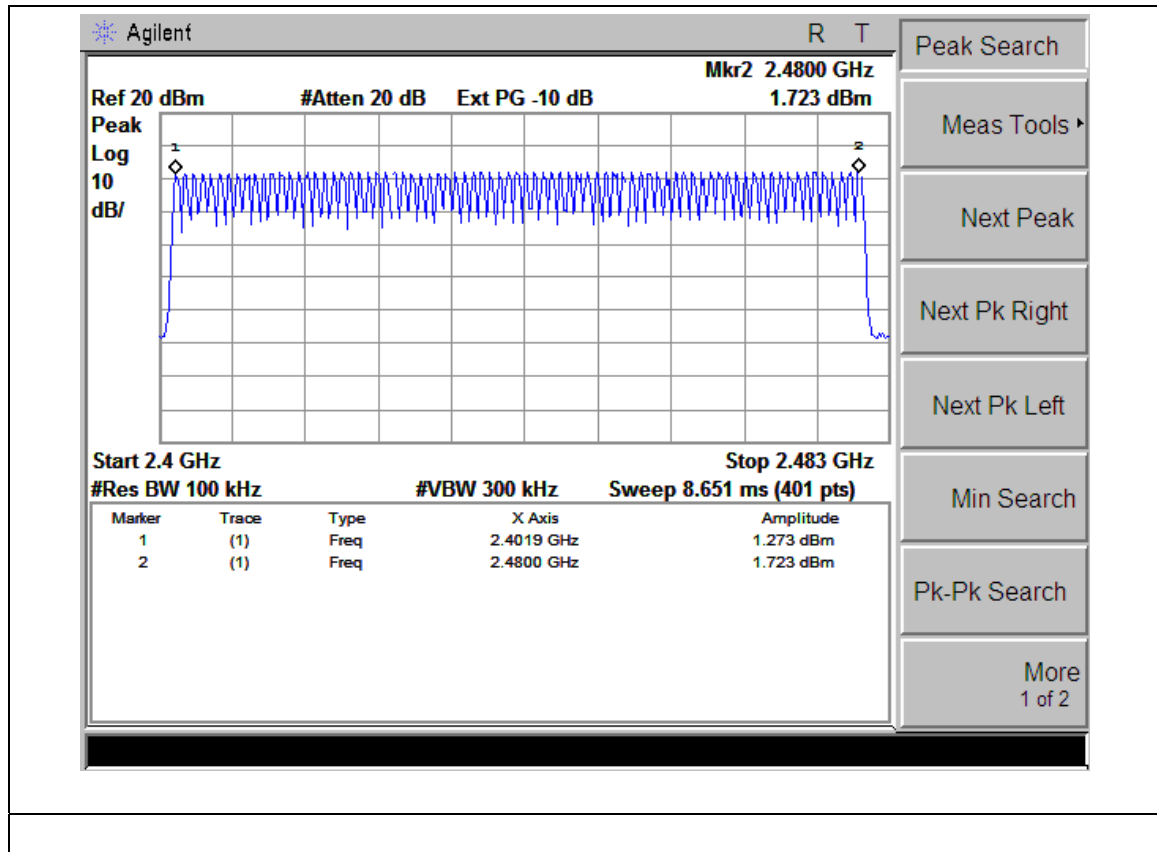 Agilent R T
Mkr2 2.4800 GHz
Ref 20 dBm #Atten 20 dB Ext PG -10 dB 1.723 dBm
Peak
Log
10
dB/
1
2
Start 2.4 GHz Stop 2.483 GHz
#Res BW 100 kHz #VBW 300 kHz Sweep 8.651 ms (401 pts)
Marker Trace Type X Axis Amplitude
1 (1) Freq 2.4019 GHz 1.273 dBm
2 (1) Freq 2.4800 GHz 1.723 dBm
Peak Search
Meas Tools
Next Peak
Next Pk Right
Next Pk Left
Min Search
Pk-Pk Search
More
1 of 2